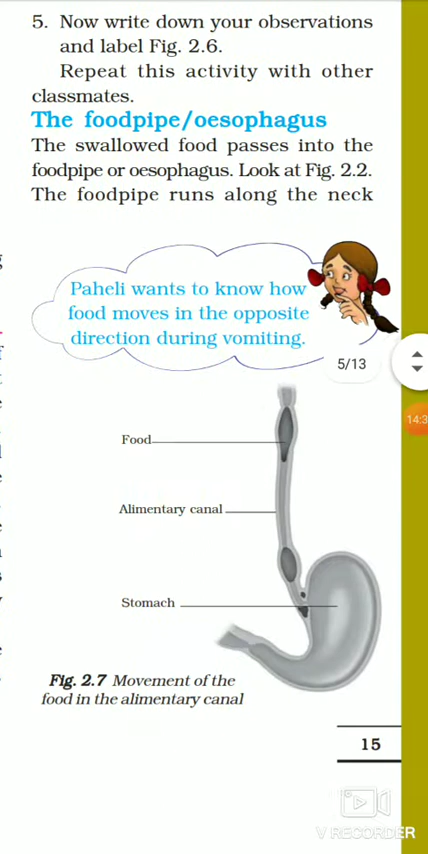 5. Now write down your observations
and label Fig. 2.6.
Repeat this activity with other
classmates.
The foodpipe/oesophagus
The swallowed food passes into the
foodpipe or oesophagus. Look at Fig. 2.2.
The foodpipe runs along the neck
Paheli wants to know how
food moves in the opposite
direction during vomiting.
5/13
14:3
Food
Alimentary canal
Stomach
Fig. 2.7 Movement of the
food in the alimentary canal
15
V RECORDER